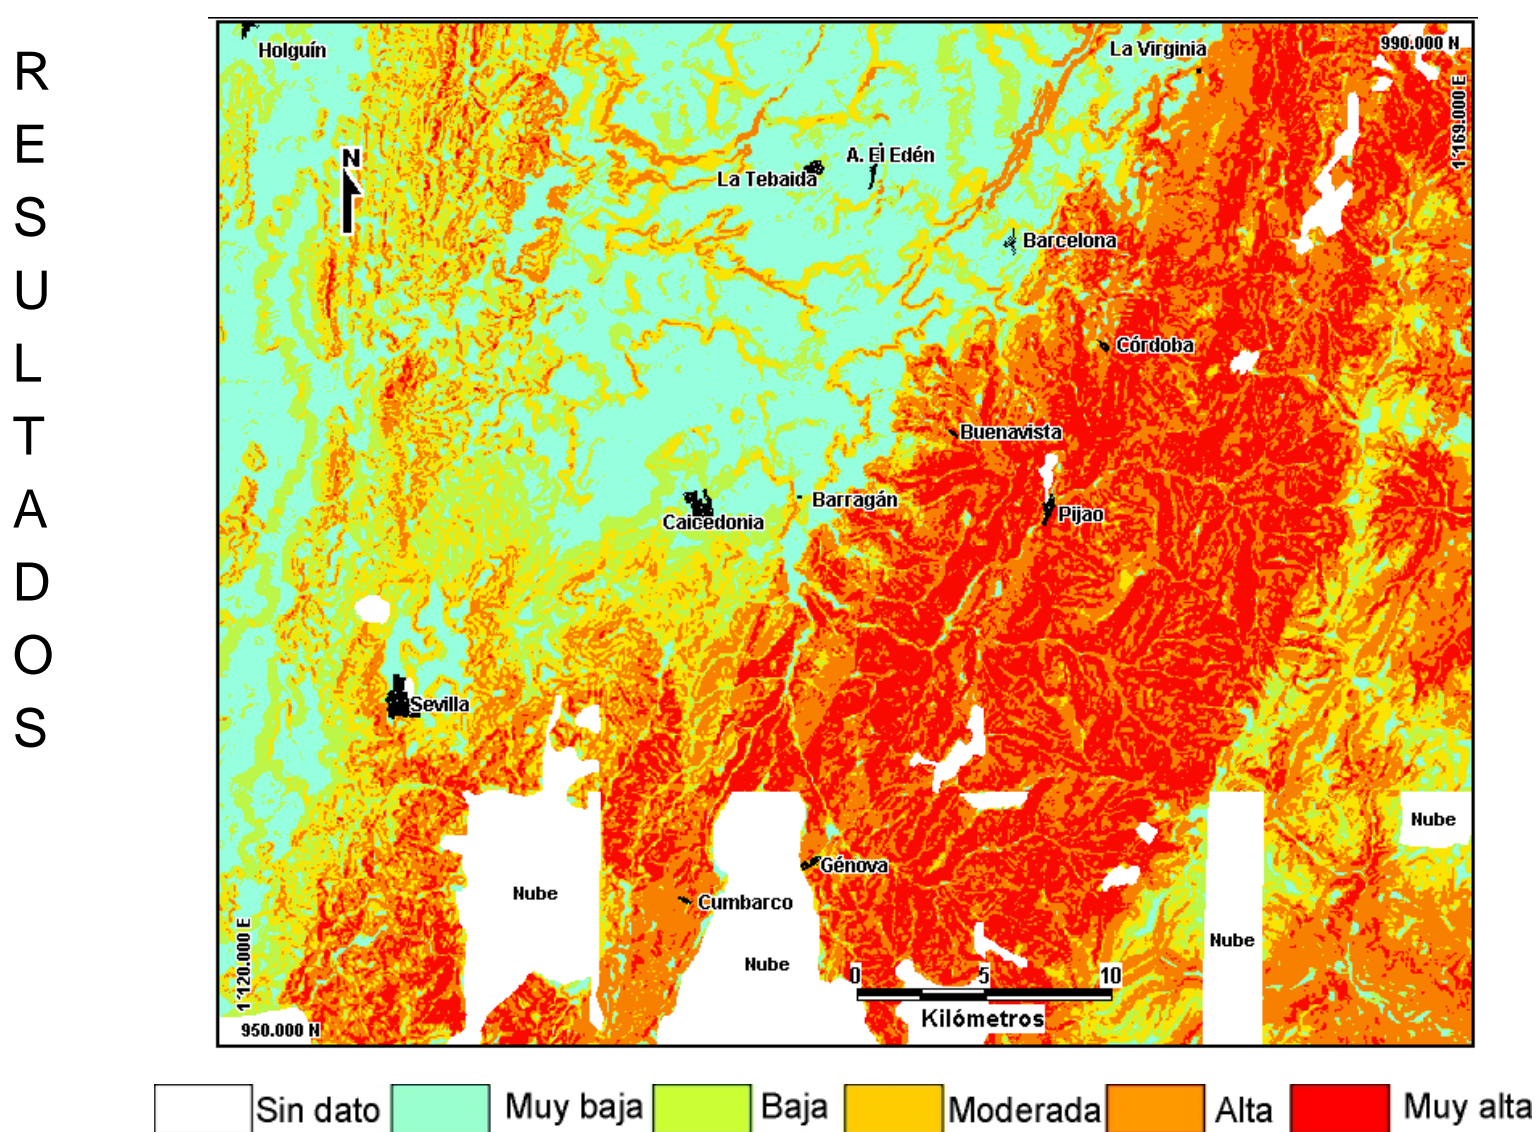 R
E
S
U
L
T
A
D
O
S
Holguín
La Virginia
990.000 N
1'169.000 E
N
A. El Edén
La Tebaida
Barcelona
Córdoba
Buenavista
Barragán
Caicedonia
Pijao
Sevilla
Nube
Génova
Nube
Cumbarco
Nube
Nube
1'120.000 E
0 5 10
Kilómetros
950.000 N
Sin dato Muy baja Baja Moderada Alta Muy alta